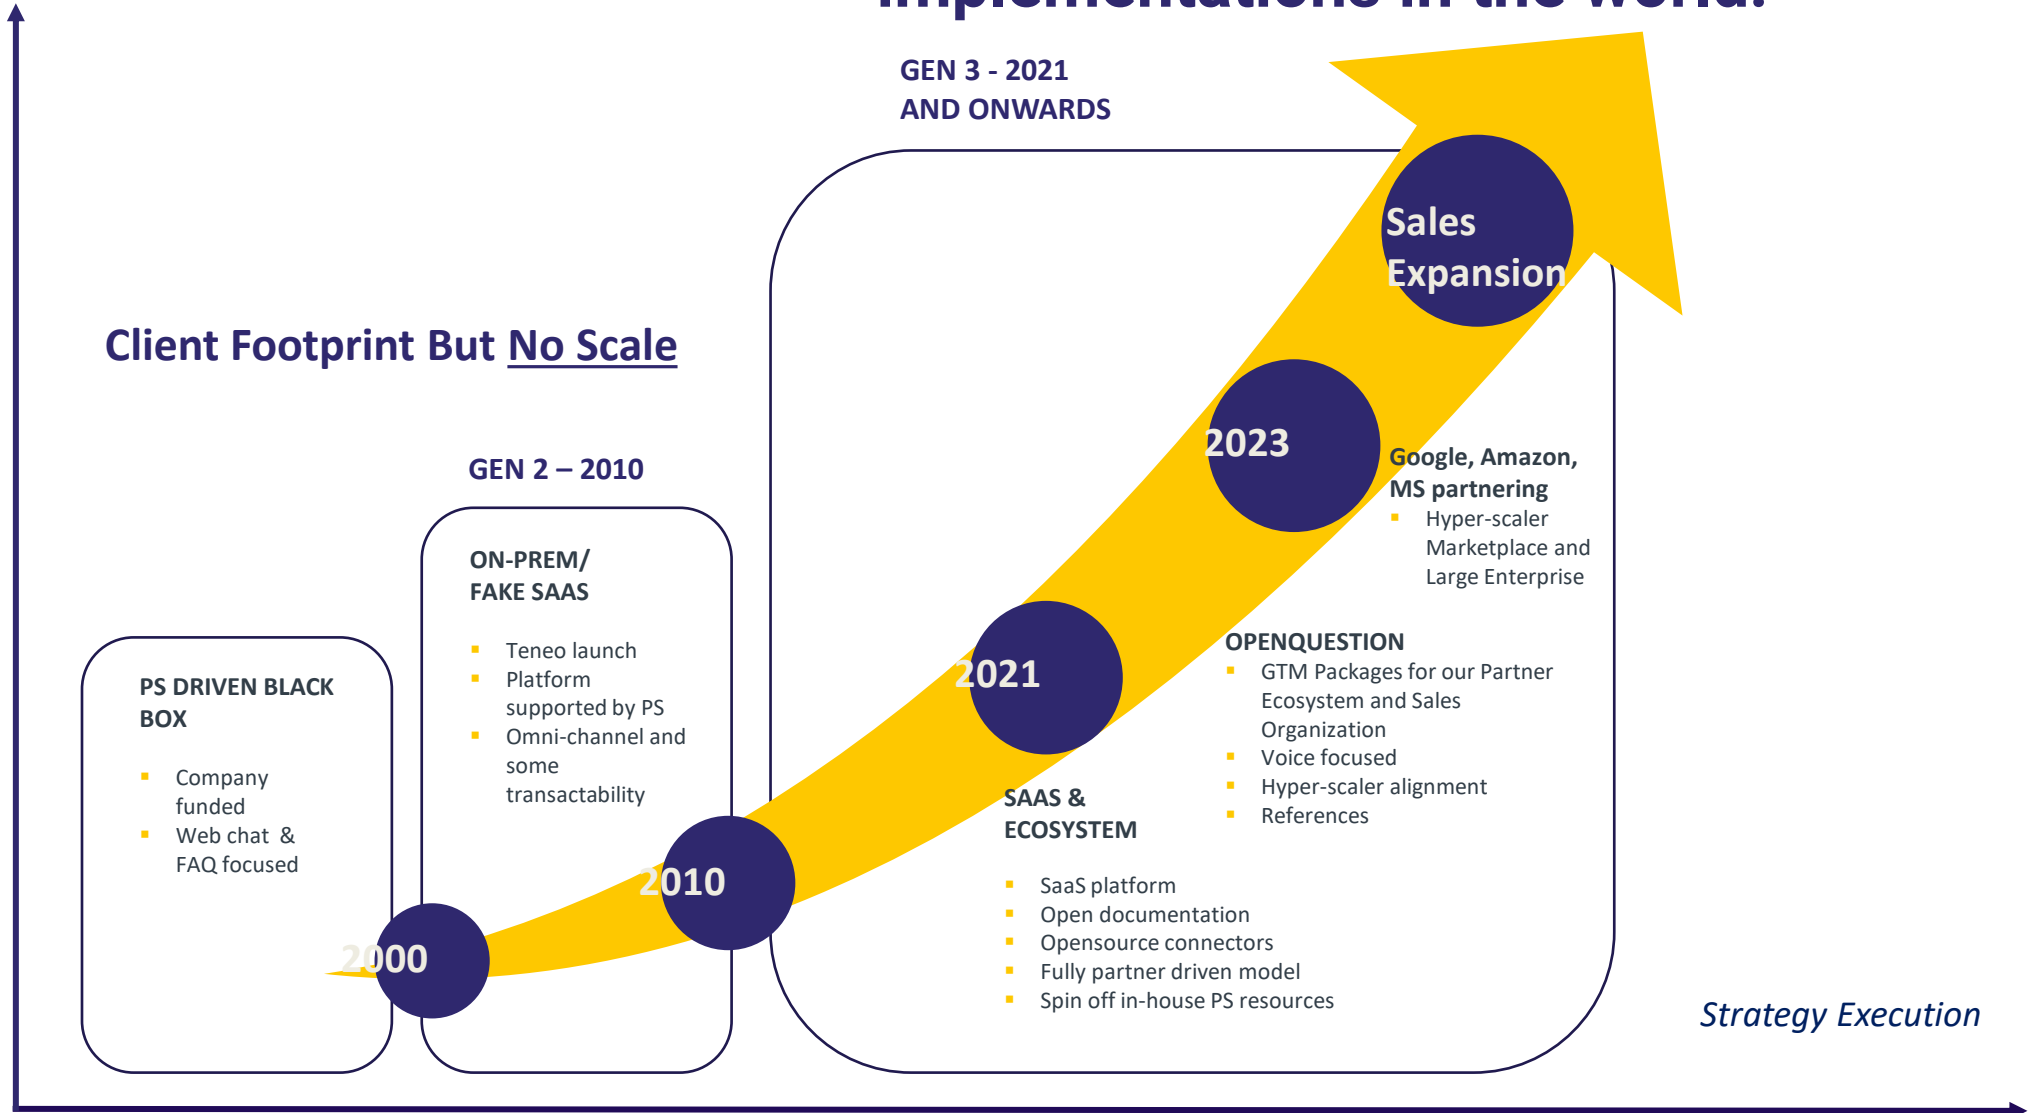 Implementations in the world.
GEN 3 - 2021
AND ONWARDS
Sales
Expansion
Client Footprint But No Scale
2023
Google, Amazon,
MS partnering
▪ Hyper-scaler
Marketplace and
Large Enterprise
GEN 2 – 2010
ON-PREM/
FAKE SAAS
▪ Teneo launch
▪ Platform
supported by PS
▪ Omni-channel and
some
transactability
PS DRIVEN BLACK
BOX
▪ Company
funded
▪ Web chat &
FAQ focused
2021
OPENQUESTION
▪ GTM Packages for our Partner
Ecosystem and Sales
Organization
▪ Voice focused
▪ Hyper-scaler alignment
▪ References
SAAS &
ECOSYSTEM
▪ SaaS platform
▪ Open documentation
▪ Opensource connectors
▪ Fully partner driven model
▪ Spin off in-house PS resources
2010
2000
Strategy Execution